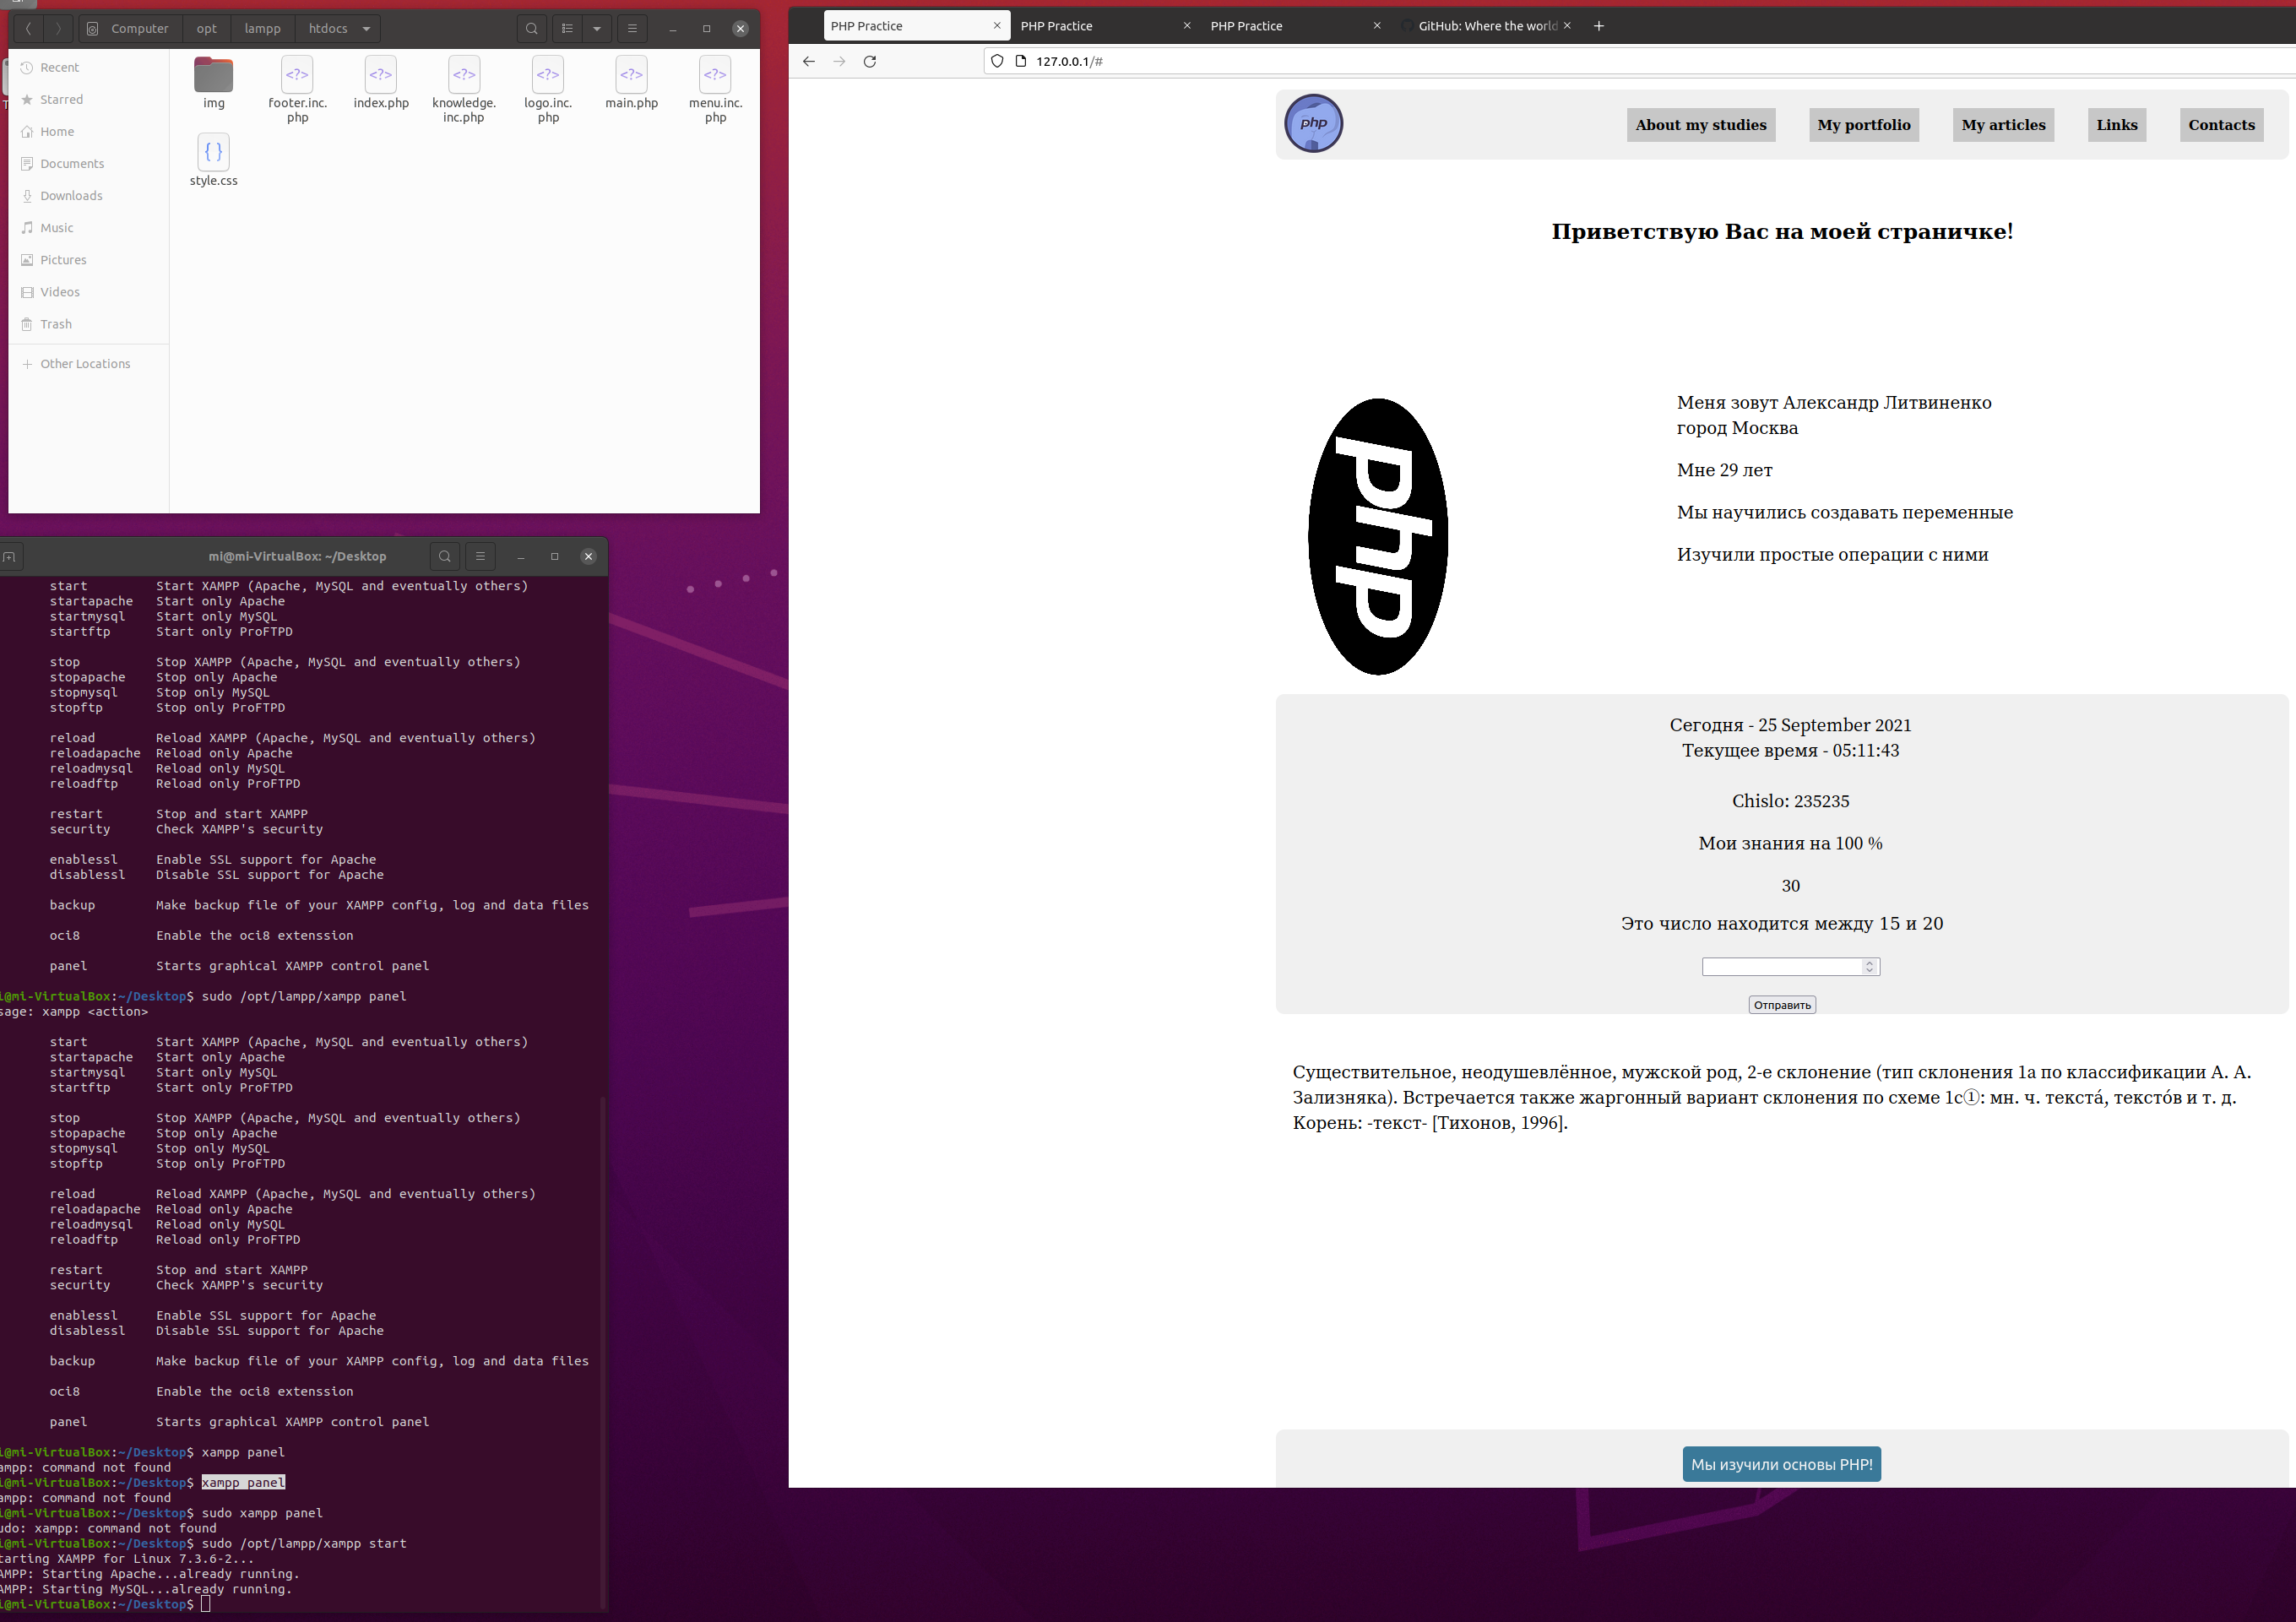 Computer
opt
lampp
htdocs
Recent
Starred
Home
Documents
Downloads
Music
Pictures
Videos
Trash
Other Locations
img
footer.inc.
php
index.php
knowledge.
inc.php
logo.inc.
php
main.php
menu.inc.
php
style.css
mi@mi-VirtualBox: ~/Desktop
start Start XAMPP (Apache, MySQL and eventually others)
startapache Start only Apache
startmysql Start only MySQL
startftp Start only ProFTPD
stop Stop XAMPP (Apache, MySQL and eventually others)
stopapache Stop only Apache
stopmysql Stop only MySQL
stopftp Stop only ProFTPD
reload Reload XAMPP (Apache, MySQL and eventually others)
reloadapache Reload only Apache
reloadmysql Reload only MySQL
reloadftp Reload only ProFTPD
restart Stop and start XAMPP
security Check XAMPP's security
enablessl Enable SSL support for Apache
disablessl Disable SSL support for Apache
backup Make backup file of your XAMPP config, log and data files
oci8 Enable the oci8 extenssion
panel Starts graphical XAMPP control panel
i@mi-VirtualBox:~/Desktop$ sudo /opt/lampp/xampp panel
sage: xampp <action>
start Start XAMPP (Apache, MySQL and eventually others)
startapache Start only Apache
startmysql Start only MySQL
startftp Start only ProFTPD
stop Stop XAMPP (Apache, MySQL and eventually others)
stopapache Stop only Apache
stopmysql Stop only MySQL
stopftp Stop only ProFTPD
reload Reload XAMPP (Apache, MySQL and eventually others)
reloadapache Reload only Apache
reloadmysql Reload only MySQL
reloadftp Reload only ProFTPD
restart Stop and start XAMPP
security Check XAMPP's security
enablessl Enable SSL support for Apache
disablessl Disable SSL support for Apache
backup Make backup file of your XAMPP config, log and data files
oci8 Enable the oci8 extenssion
panel Starts graphical XAMPP control panel
i@mi-VirtualBox:~/Desktop$ xampp panel
ampp: command not found
i@mi-VirtualBox:~/Desktop$ xampp panel
ampp: command not found
i@mi-VirtualBox:~/Desktop$ sudo xampp panel
udo: xampp: command not found
i@mi-VirtualBox:~/Desktop$ sudo /opt/lampp/xampp start
tarting XAMPP for Linux 7.3.6-2...
AMPP: Starting Apache...already running.
AMPP: Starting MySQL...already running.
i@mi-VirtualBox:~/Desktop$
PHP Practice
PHP Practice
PHP Practice
GitHub: Where the world
127.0.0.1/#
php
About my studies
My portfolio
My articles
Links
Contacts
Приветствую Вас на моей страничке!
php
Меня зовут Александр Литвиненко
город Москва
Мне 29 лет
Мы научились создавать переменные
Изучили простые операции с ними
Сегодня - 25 September 2021
Текущее время - 05:11:43
Chislo: 235235
Мои знания на 100 %
30
Это число находится между 15 и 20
Отправить
Существительное, неодушевлённое, мужской род, 2-е склонение (тип склонения 1a по классификации А. А.
Зализняка). Встречается также жаргонный вариант склонения по схеме 1c①: мн. ч. текста́, тексто́в и т. д.
Корень: -текст- [Тихонов, 1996].
Мы изучили основы PHP!